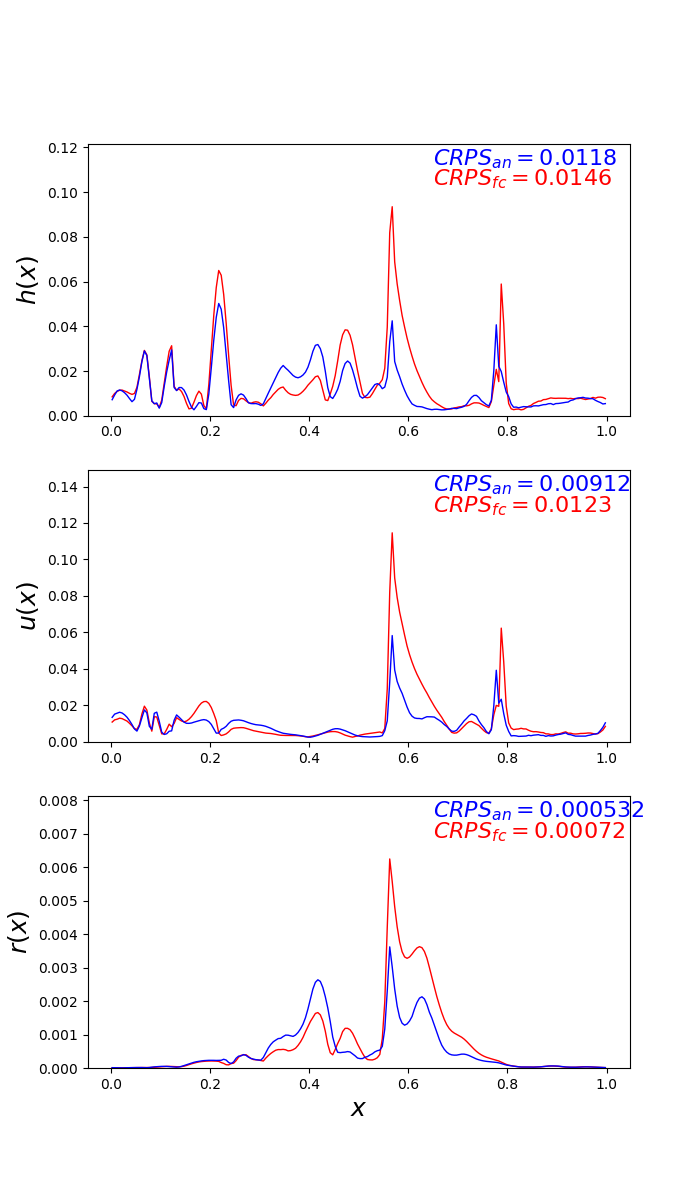 CRPS_an = 0.0118
CRPS_fc = 0.0146
h(x)
0.12
0.10
0.08
0.06
0.04
0.02
0.00
0.0 0.2 0.4 0.6 0.8 1.0
CRPS_an = 0.00912
CRPS_fc = 0.0123
u(x)
0.14
0.12
0.10
0.08
0.06
0.04
0.02
0.00
0.0 0.2 0.4 0.6 0.8 1.0
CRPS_an = 0.000532
CRPS_fc = 0.00072
r(x)
0.008
0.007
0.006
0.005
0.004
0.003
0.002
0.001
0.000
0.0 0.2 0.4 0.6 0.8 1.0
x